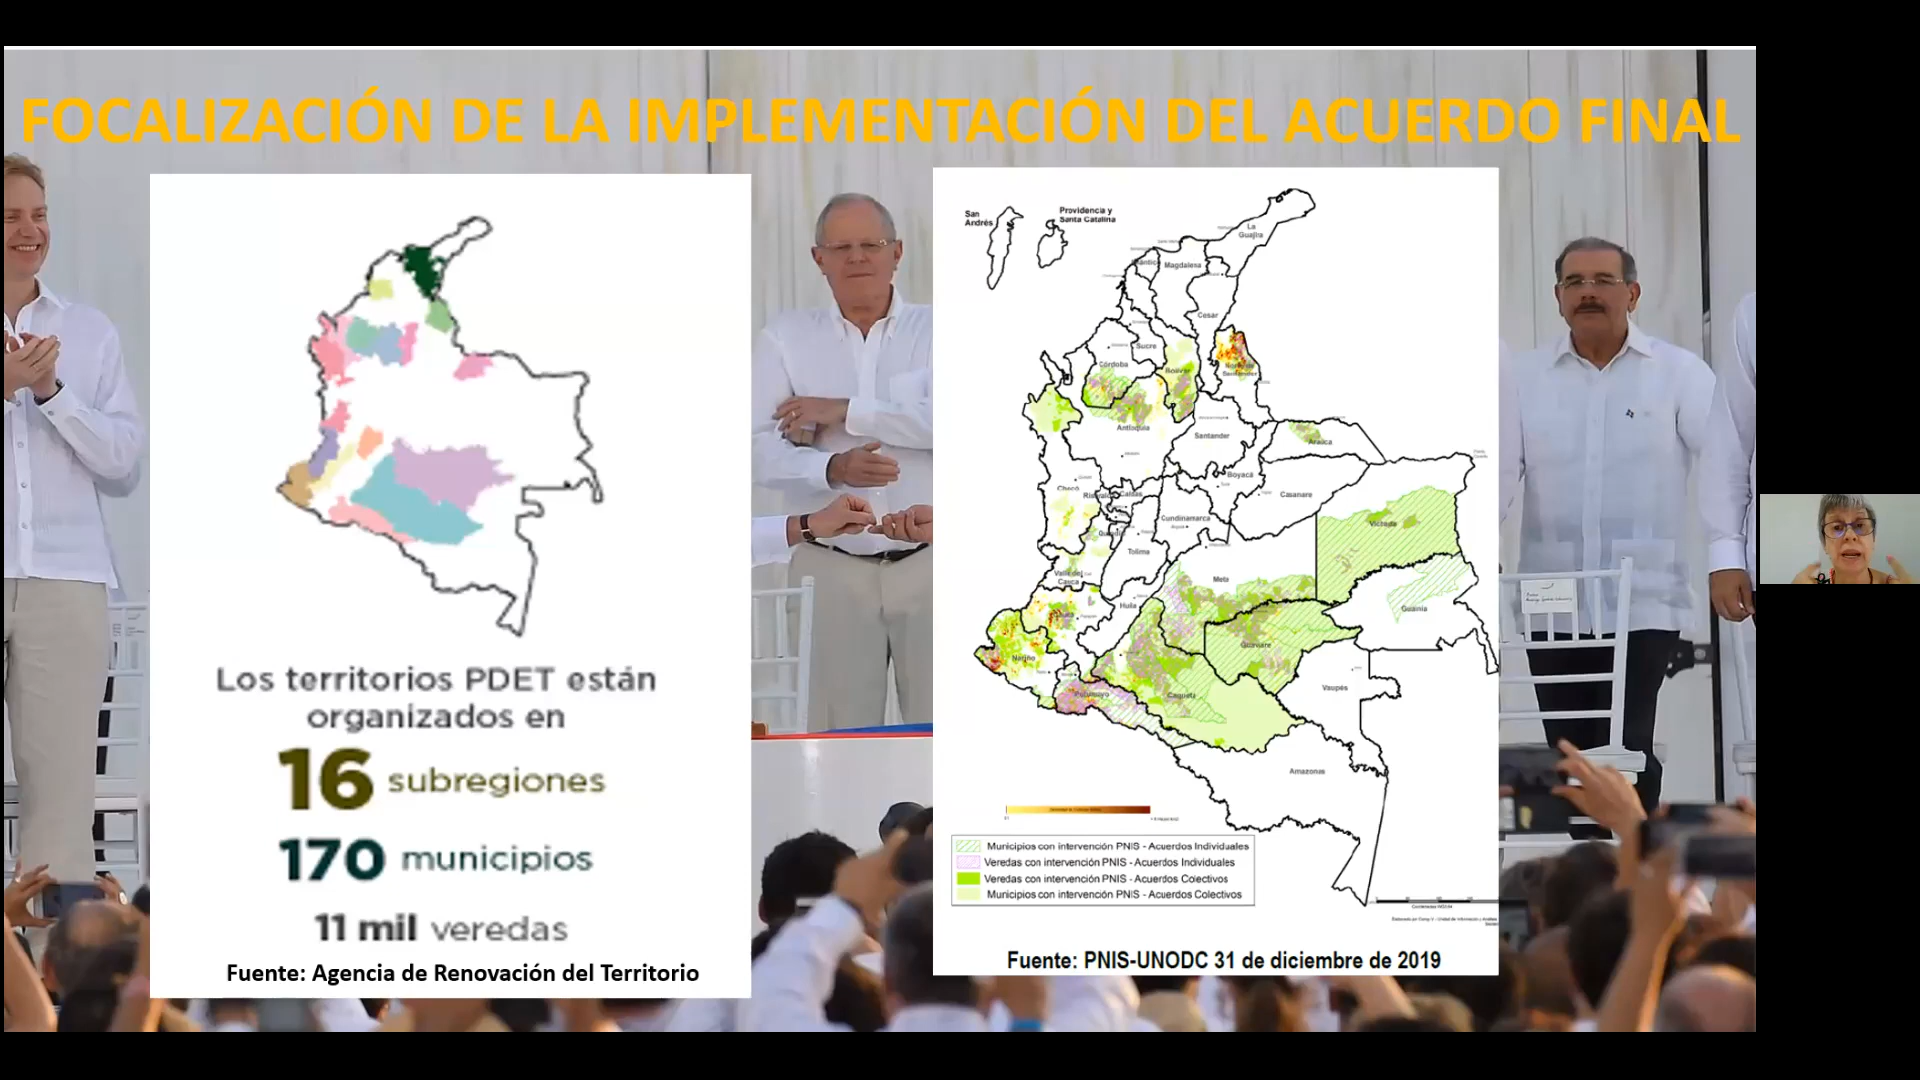 FOCALIZACIÓN DE LA IMPLEMENTACIÓN DEL ACUERDO FINAL
Los territorios PDET están
organizados en
16 subregiones
170 municipios
11 mil veredas
Fuente: Agencia de Renovación del Territorio
San
Andrés
Providencia y
Santa Catalina
La
Guajira
Magdalena
Cesar
Sucre
Córdoba
Bolívar
Norte de
Santander
Antioquia
Santander
Arauca
Boyacá
Chocó
Caldas
Casanare
Cundinamarca
Vichada
Tolima
Valle del
Cauca
Meta
Huila
Guainía
Guaviare
Nariño
Vaupés
Putumayo
Caquetá
Amazonas
Municipios con intervención PNIS - Acuerdos Individuales
Veredas con intervención PNIS - Acuerdos Individuales
Veredas con intervención PNIS - Acuerdos Colectivos
Municipios con intervención PNIS - Acuerdos Colectivos
Fuente: PNIS-UNODC 31 de diciembre de 2019